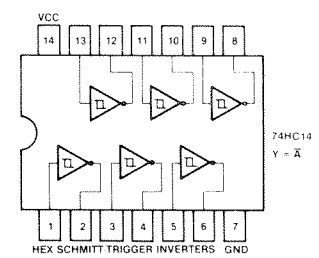 VCC
14 13 12 11 10 9 8
74HC14
Y = A̅
1 2 3 4 5 6 7
HEX SCHMITT-TRIGGER INVERTERS GND